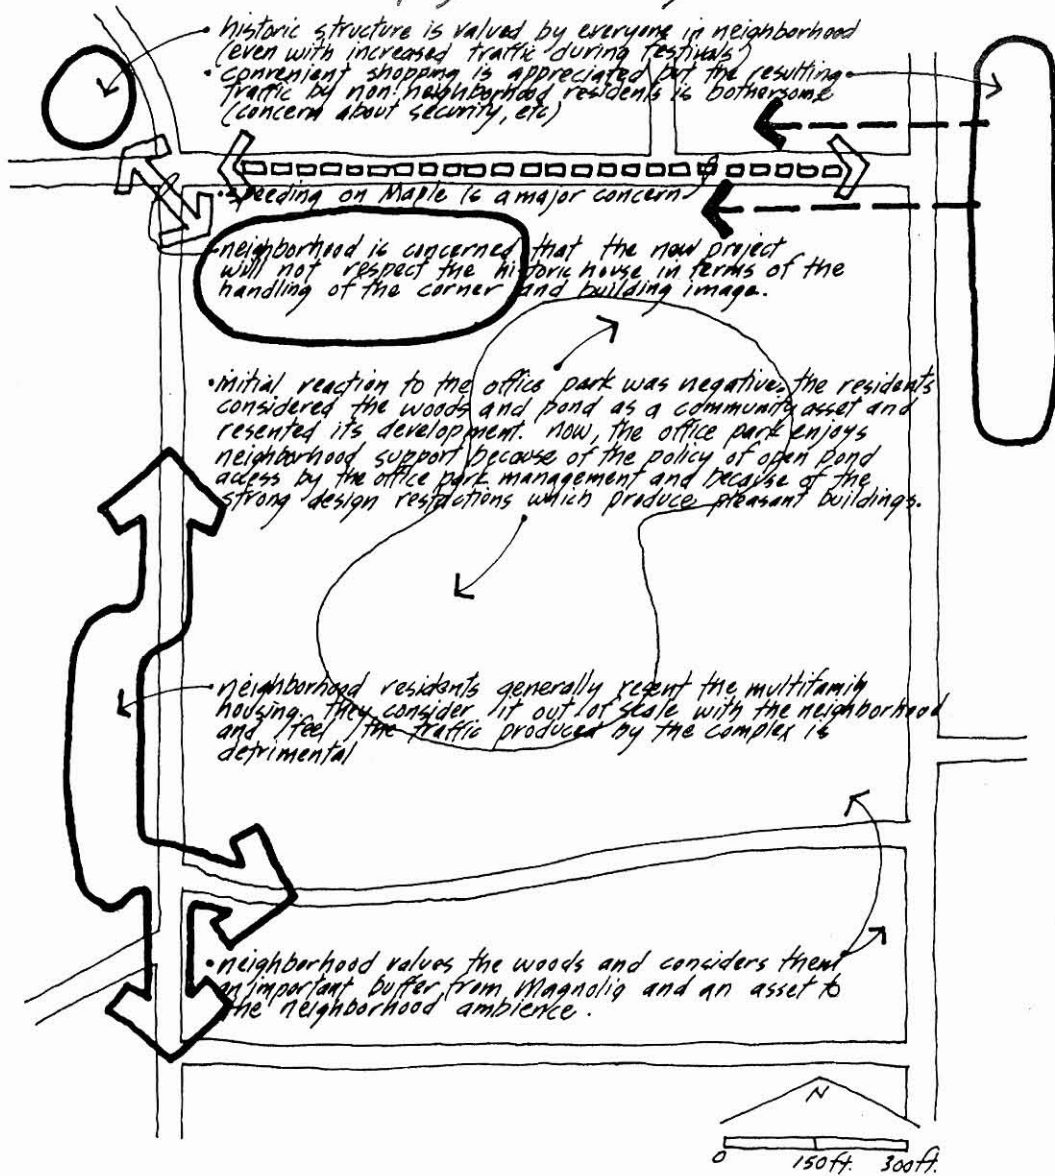 • historic structure is valued by everyone in neighborhood
(even with increased traffic during festivals)
• convenient shopping is appreciated but the resulting
traffic by non-neighborhood residents is bothersome
(concern about security, etc)
• speeding on Maple is a major concern
neighborhood is concerned that the new project
will not respect the historic house in terms of the
handling of the corner and building image.
• initial reaction to the office park was negative. the residents
considered the woods and pond as a community asset and
resented its development. now, the office park enjoys
neighborhood support because of the policy of open pond
access by the office park management and because of the
strong design restrictions which produce pleasant buildings.
• neighborhood residents generally resent the multifamily
housing. they consider it out of scale with the neighborhood
and feel the traffic produced by the complex is
detrimental
• neighborhood values the woods and considers them
an important buffer from Magnolia and an asset to
the neighborhood ambience.
N
0 150ft. 300ft.